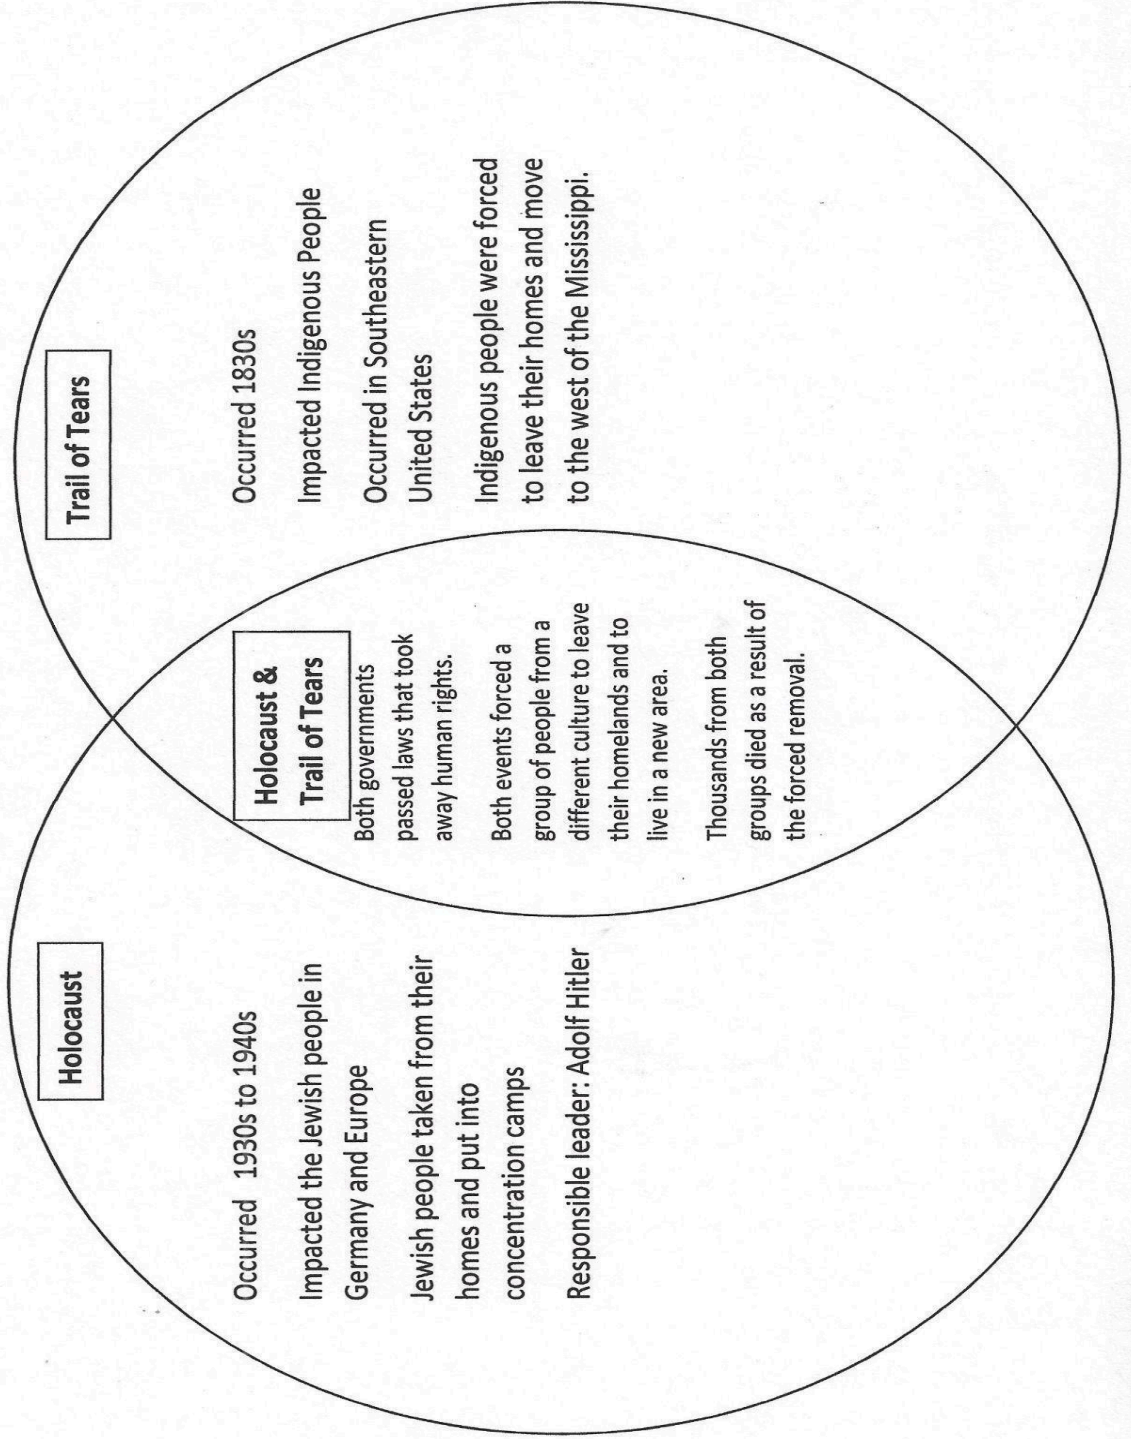 Holocaust
Occurred 1930s to 1940s
Impacted the Jewish people in
Germany and Europe
Jewish people taken from their
homes and put into
concentration camps
Responsible leader: Adolf Hitler
Holocaust &
Trail of Tears
Both governments
passed laws that took
away human rights.
Both events forced a
group of people from a
different culture to leave
their homelands and to
live in a new area.
Thousands from both
groups died as a result of
the forced removal.
Trail of Tears
Occurred 1830s
Impacted Indigenous People
Occurred in Southeastern
United States
Indigenous people were forced
to leave their homes and move
to the west of the Mississippi.